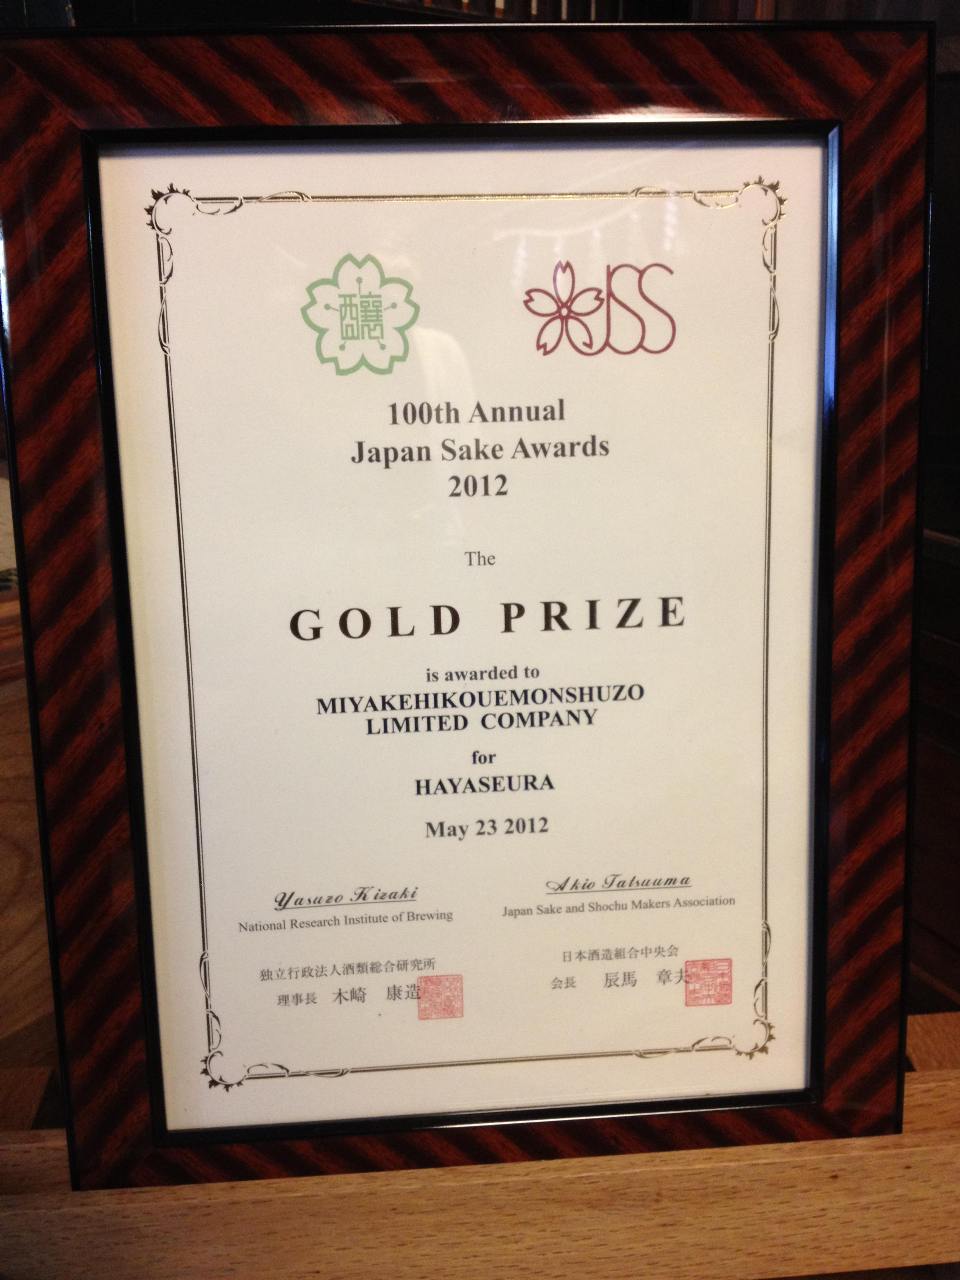 醸
JSS
100th Annual
Japan Sake Awards
2012
The
GOLD PRIZE
is awarded to
MIYAKEHIKOUEMONSHUZO
LIMITED COMPANY
for
HAYASEURA
May 23 2012
Yasuzo Kizaki
National Research Institute of Brewing
独立行政法人酒類総合研究所
理事長 木崎 康造
Akio Tatsuuma
Japan Sake and Shochu Makers Association
日本酒造組合中央会
会長 辰馬 章夫